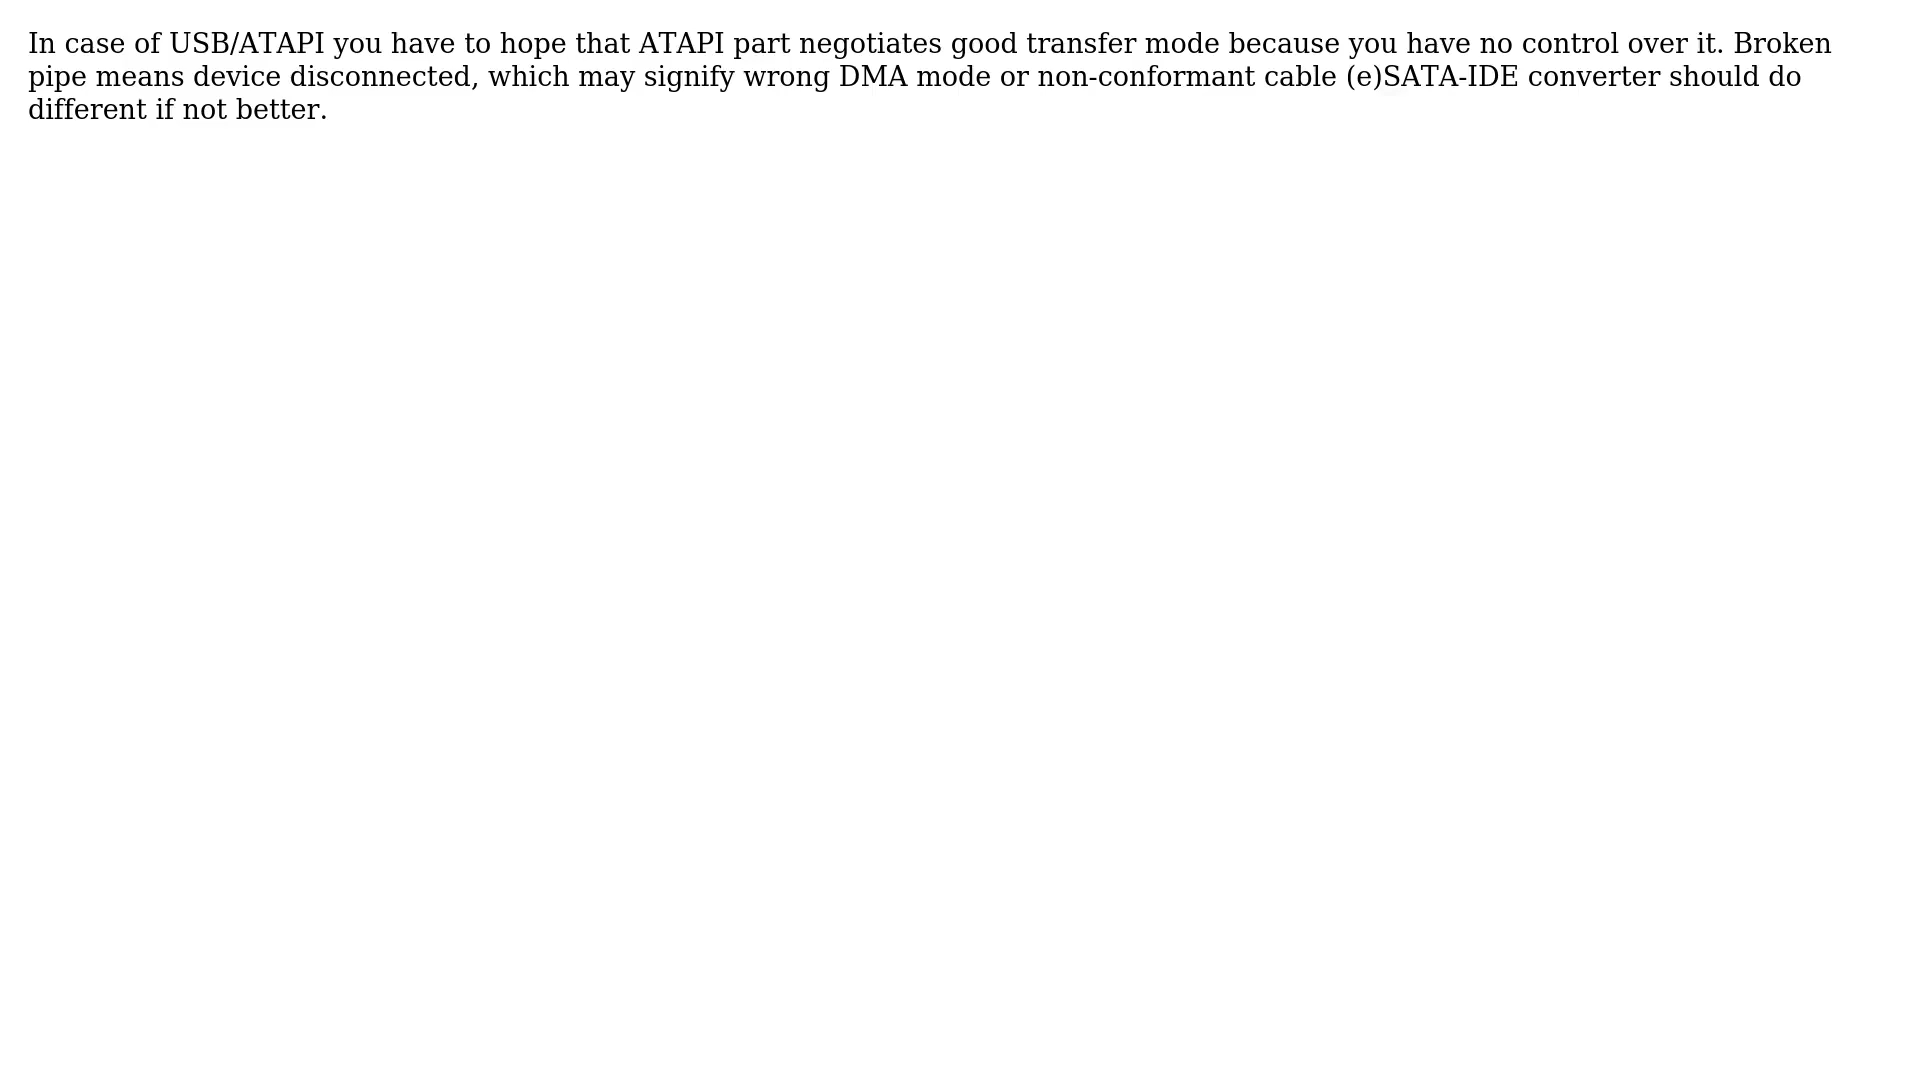 In case of USB/ATAPI you have to hope that ATAPI part negotiates good transfer mode because you have no control over it. Broken
pipe means device disconnected, which may signify wrong DMA mode or non-conformant cable (e)SATA-IDE converter should do
different if not better.